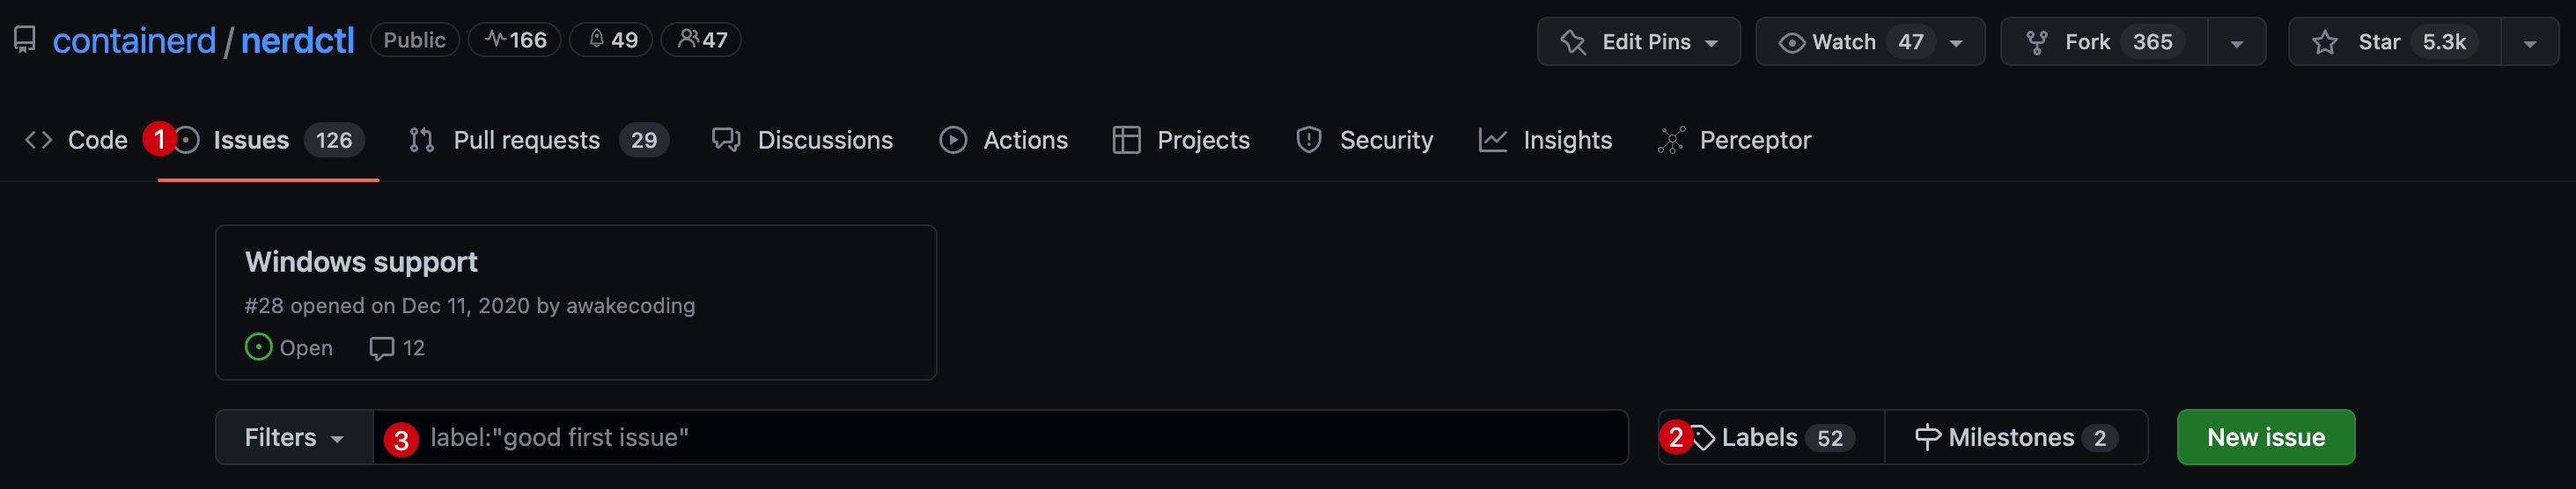 containerd / nerdctl Public 166 49 47 Edit Pins Watch 47 Fork 365 Star 5.3k
Code 1 Issues 126 Pull requests 29 Discussions Actions Projects Security Insights Perceptor
Windows support
#28 opened on Dec 11, 2020 by awakecoding
Open 12
Filters 3 label:"good first issue" 2 Labels 52 Milestones 2 New issue